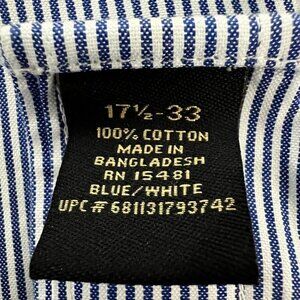 17½-33
100% COTTON
MADE IN
BANGLADESH
RN 15481
BLUE/WHITE
UPC# 681131793742